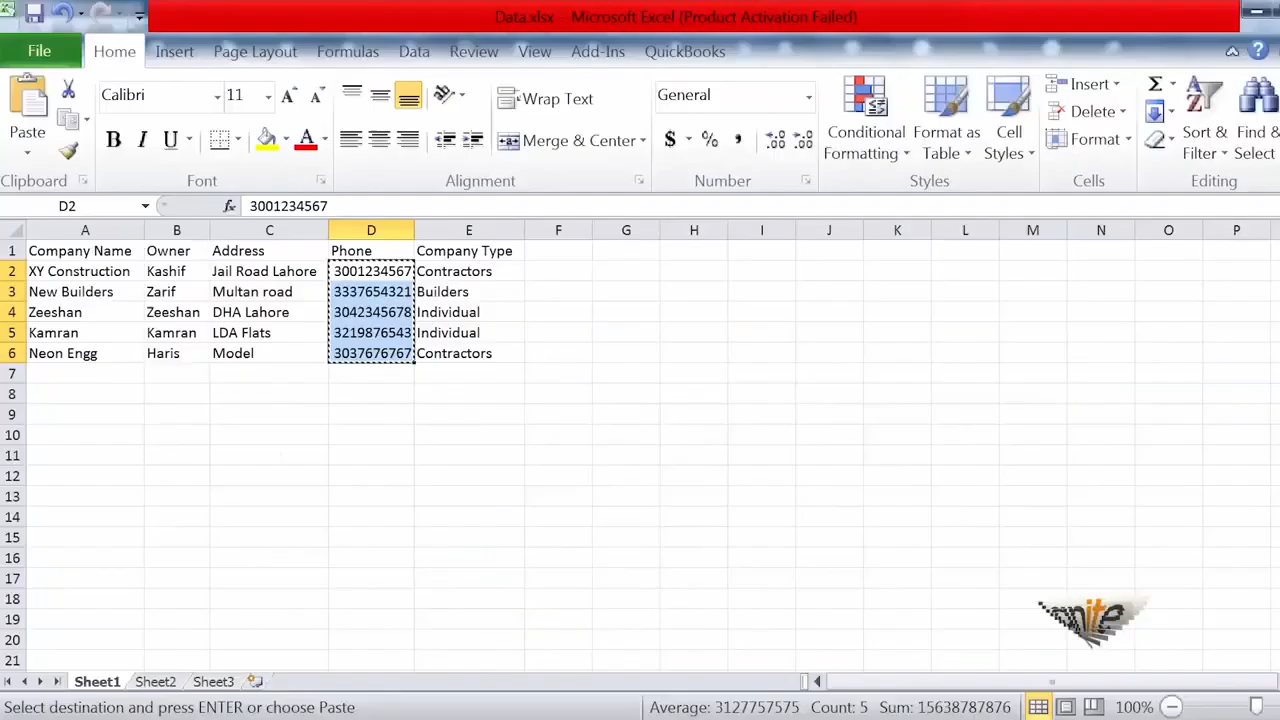 Data.xlsx - Microsoft Excel (Product Activation Failed)
File Home Insert Page Layout Formulas Data Review View Add-Ins QuickBooks
Paste
Clipboard
Calibri 11
B I U A
Font
Wrap Text
Merge & Center
Alignment
General
$ % ,
Number
Conditional Formatting
Format as Table
Cell Styles
Styles
Insert
Delete
Format
Cells
Σ
Sort & Filter
Find & Select
Editing
D2 fx 3001234567
A B C D E F G H I J K L M N O P
1 Company Name Owner Address Phone Company Type
2 XY Construction Kashif Jail Road Lahore 3001234567 Contractors
3 New Builders Zarif Multan road 3337654321 Builders
4 Zeeshan Zeeshan DHA Lahore 3042345678 Individual
5 Kamran Kamran LDA Flats 3219876543 Individual
6 Neon Engg Haris Model 3037676767 Contractors
7
8
9
10
11
12
13
14
15
16
17
18
19
20
21
Sheet1 Sheet2 Sheet3
Select destination and press ENTER or choose Paste Average: 3127757575 Count: 5 Sum: 15638787876 100%